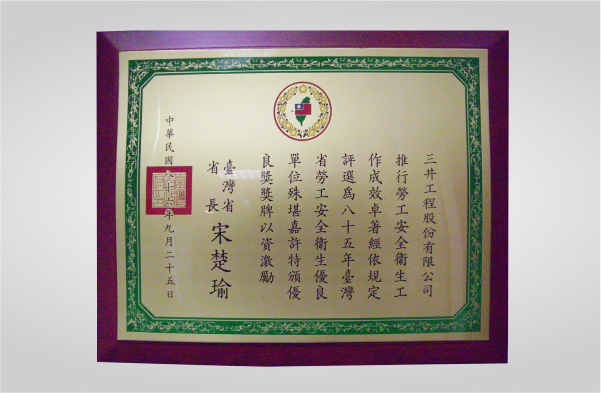 三井工程股份有限公司
推行勞工安全衛生工
作成效卓著經依規定
評選爲八十五年臺灣
省勞工安全衛生優良
單位殊堪嘉許特頒優
良獎獎牌以資激勵
臺灣省
省長 宋楚瑜
中華民國八十年九月二十五日